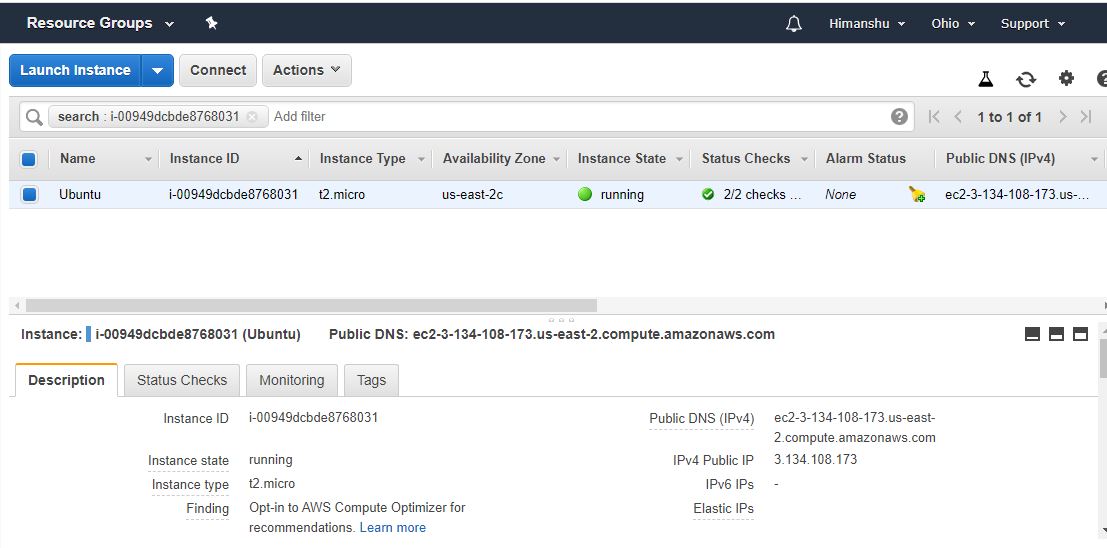 Resource Groups Himanshu Ohio Support
Launch Instance Connect Actions
search : i-00949dcbde8768031 Add filter 1 to 1 of 1
Name Instance ID Instance Type Availability Zone Instance State Status Checks Alarm Status Public DNS (IPv4)
Ubuntu i-00949dcbde8768031 t2.micro us-east-2c running 2/2 checks ... None ec2-3-134-108-173.us-...
Instance: i-00949dcbde8768031 (Ubuntu) Public DNS: ec2-3-134-108-173.us-east-2.compute.amazonaws.com
Description Status Checks Monitoring Tags
Instance ID i-00949dcbde8768031 Public DNS (IPv4) ec2-3-134-108-173.us-east-
2.compute.amazonaws.com
Instance state running IPv4 Public IP 3.134.108.173
Instance type t2.micro IPv6 IPs -
Finding Opt-in to AWS Compute Optimizer for Elastic IPs
recommendations. Learn more